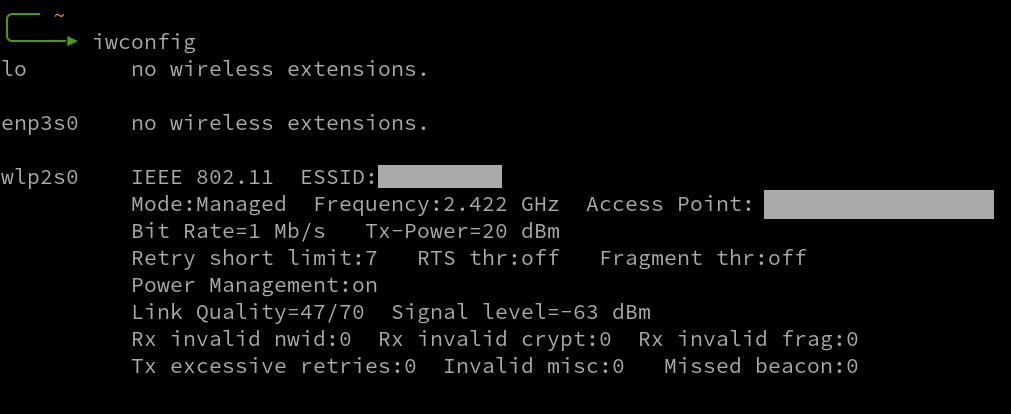 ~
iwconfig
lo        no wireless extensions.
enp3s0    no wireless extensions.
wlp2s0    IEEE 802.11  ESSID:
Mode:Managed  Frequency:2.422 GHz  Access Point:
Bit Rate=1 Mb/s   Tx-Power=20 dBm
Retry short limit:7   RTS thr:off   Fragment thr:off
Power Management:on
Link Quality=47/70  Signal level=-63 dBm
Rx invalid nwid:0  Rx invalid crypt:0  Rx invalid frag:0
Tx excessive retries:0  Invalid misc:0   Missed beacon:0